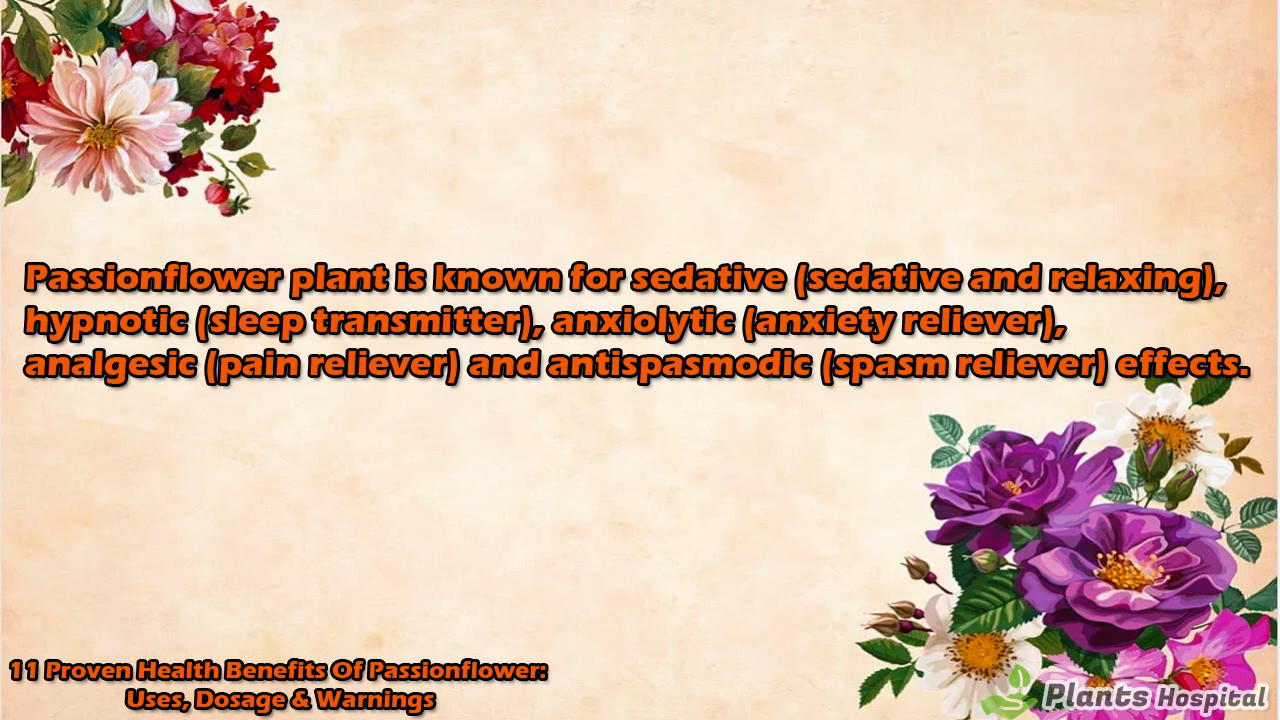 Passionflower plant is known for sedative (sedative and relaxing),
hypnotic (sleep transmitter), anxiolytic (anxiety reliever),
analgesic (pain reliever) and antispasmodic (spasm reliever) effects.
11 Proven Health Benefits Of Passionflower:
Uses, Dosage & Warnings
Plants Hospital